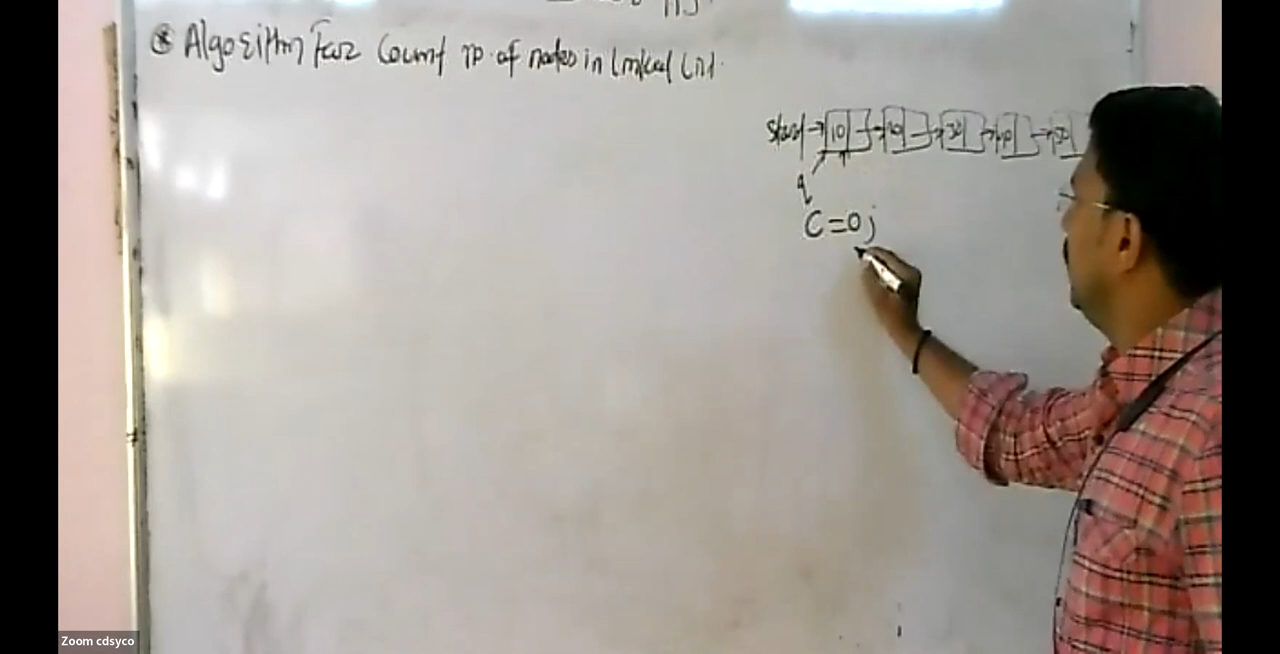 * Algorithm For Count no. of nodes in Linked List.
Start → 10 → 20 → 30 → 40 → 50
q
C=0;
Zoom cdsyco